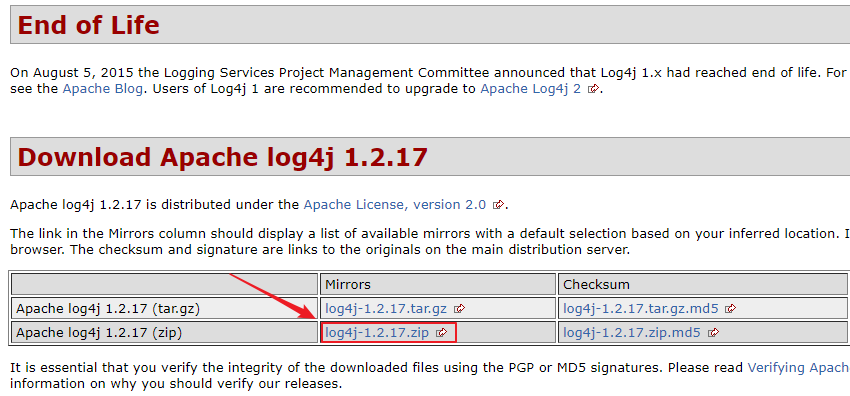 End of Life
On August 5, 2015 the Logging Services Project Management Committee announced that Log4j 1.x had reached end of life. For
see the Apache Blog. Users of Log4j 1 are recommended to upgrade to Apache Log4j 2.
Download Apache log4j 1.2.17
Apache log4j 1.2.17 is distributed under the Apache License, version 2.0.
The link in the Mirrors column should display a list of available mirrors with a default selection based on your inferred location. I
browser. The checksum and signature are links to the originals on the main distribution server.
Mirrors Checksum
Apache log4j 1.2.17 (tar.gz) log4j-1.2.17.tar.gz log4j-1.2.17.tar.gz.md5
Apache log4j 1.2.17 (zip) log4j-1.2.17.zip log4j-1.2.17.zip.md5
It is essential that you verify the integrity of the downloaded files using the PGP or MD5 signatures. Please read Verifying Apach
information on why you should verify our releases.